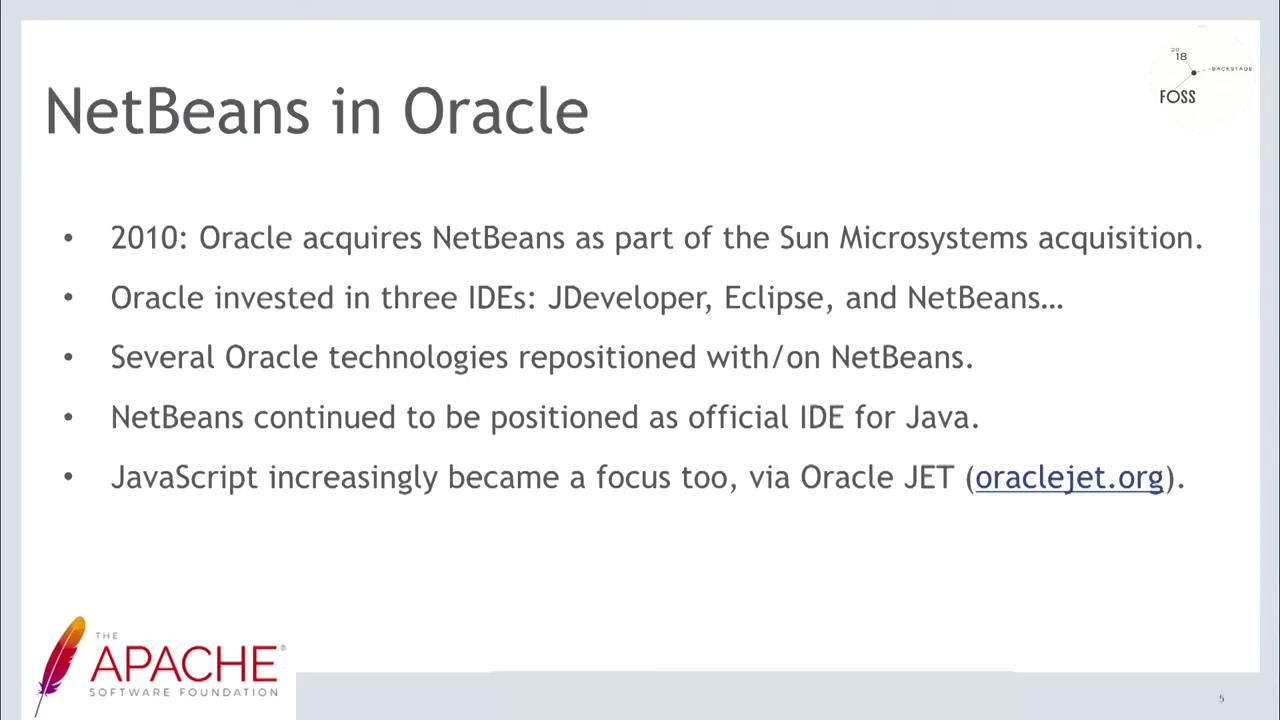 20
18
BACKSTAGE
FOSS
NetBeans in Oracle
• 2010: Oracle acquires NetBeans as part of the Sun Microsystems acquisition.
• Oracle invested in three IDEs: JDeveloper, Eclipse, and NetBeans…
• Several Oracle technologies repositioned with/on NetBeans.
• NetBeans continued to be positioned as official IDE for Java.
• JavaScript increasingly became a focus too, via Oracle JET (oraclejet.org).
THE
APACHE®
SOFTWARE FOUNDATION
5